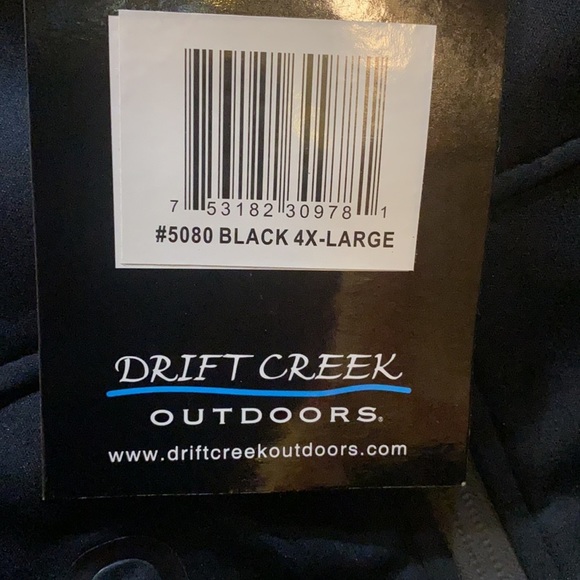 7 53182 30978 1
#5080 BLACK 4X-LARGE
DRIFT CREEK
OUTDOORS®
www.driftcreekoutdoors.com